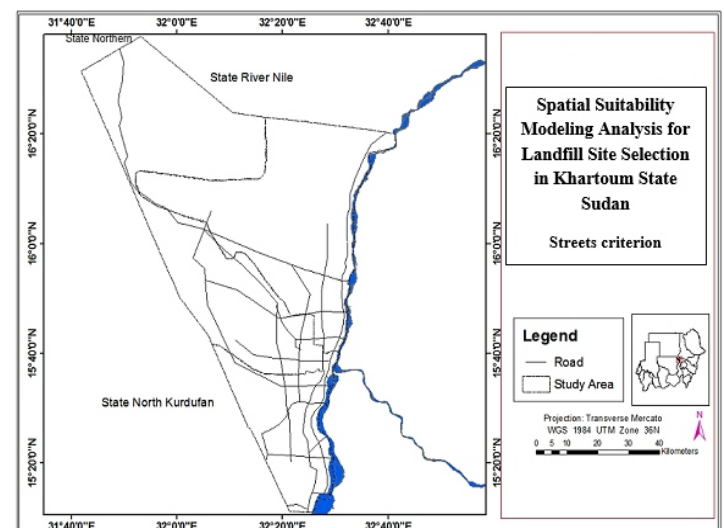 31°40'0"E 32°0'0"E 32°20'0"E 32°40'0"E
State Northern
State River Nile
16°20'0"N
16°20'0"N
Spatial Suitability
Modeling Analysis for
Landfill Site Selection
in Khartoum State
Sudan
Streets criterion
16°0'0"N
16°0'0"N
Legend
Road
Study Area
15°40'0"N
15°40'0"N
State North Kurdufan
Projection: Transverse Mercato
WGS 1984 UTM Zone 36N
N
0 5 10 20 30 40
Kilometers
15°20'0"N
15°20'0"N
31°40'0"E 32°0'0"E 32°20'0"E 32°40'0"E